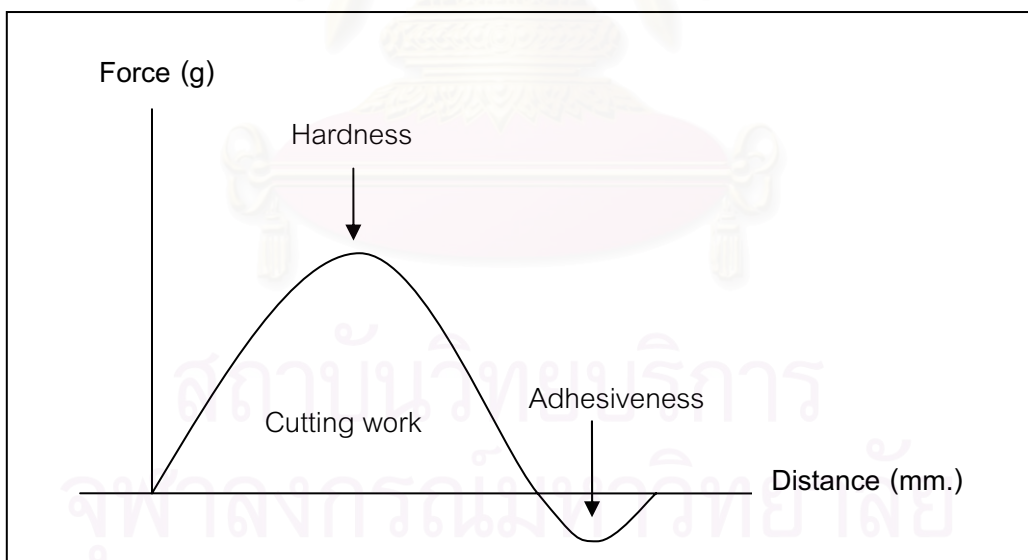 Force (g)
Hardness
Adhesiveness
Cutting work
Distance (mm.)
สถาบันวิทยบริการ
จุฬาลงกรณ์มหาวิทยาลัย